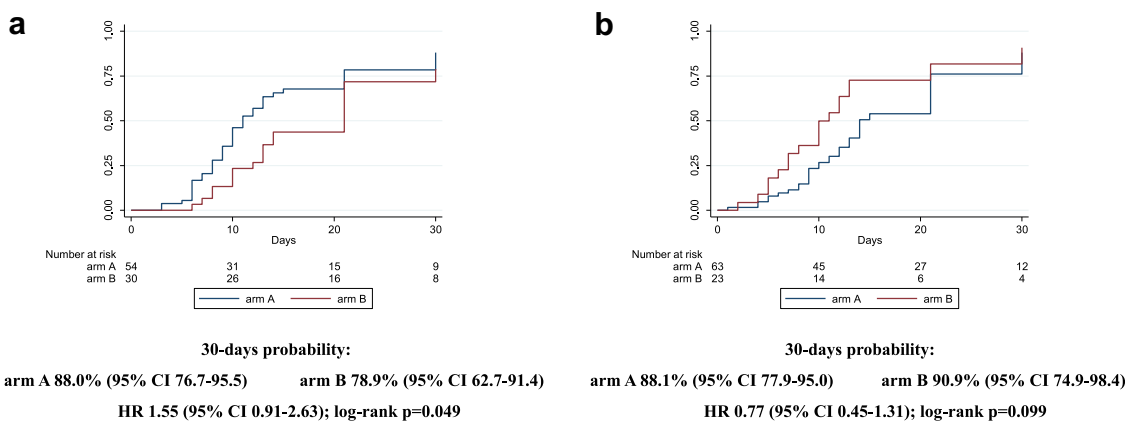 a
1.00
0.75
0.50
0.25
0.00
0 10 20 30
Days
Number at risk
arm A 54 31 15 9
arm B 30 26 16 8
arm A arm B
30-days probability:
arm A 88.0% (95% CI 76.7-95.5) arm B 78.9% (95% CI 62.7-91.4)
HR 1.55 (95% CI 0.91-2.63); log-rank p=0.049
b
1.00
0.75
0.50
0.25
0.00
0 10 20 30
Days
Number at risk
arm A 63 45 27 12
arm B 23 14 6 4
arm A arm B
30-days probability:
arm A 88.1% (95% CI 77.9-95.0) arm B 90.9% (95% CI 74.9-98.4)
HR 0.77 (95% CI 0.45-1.31); log-rank p=0.099